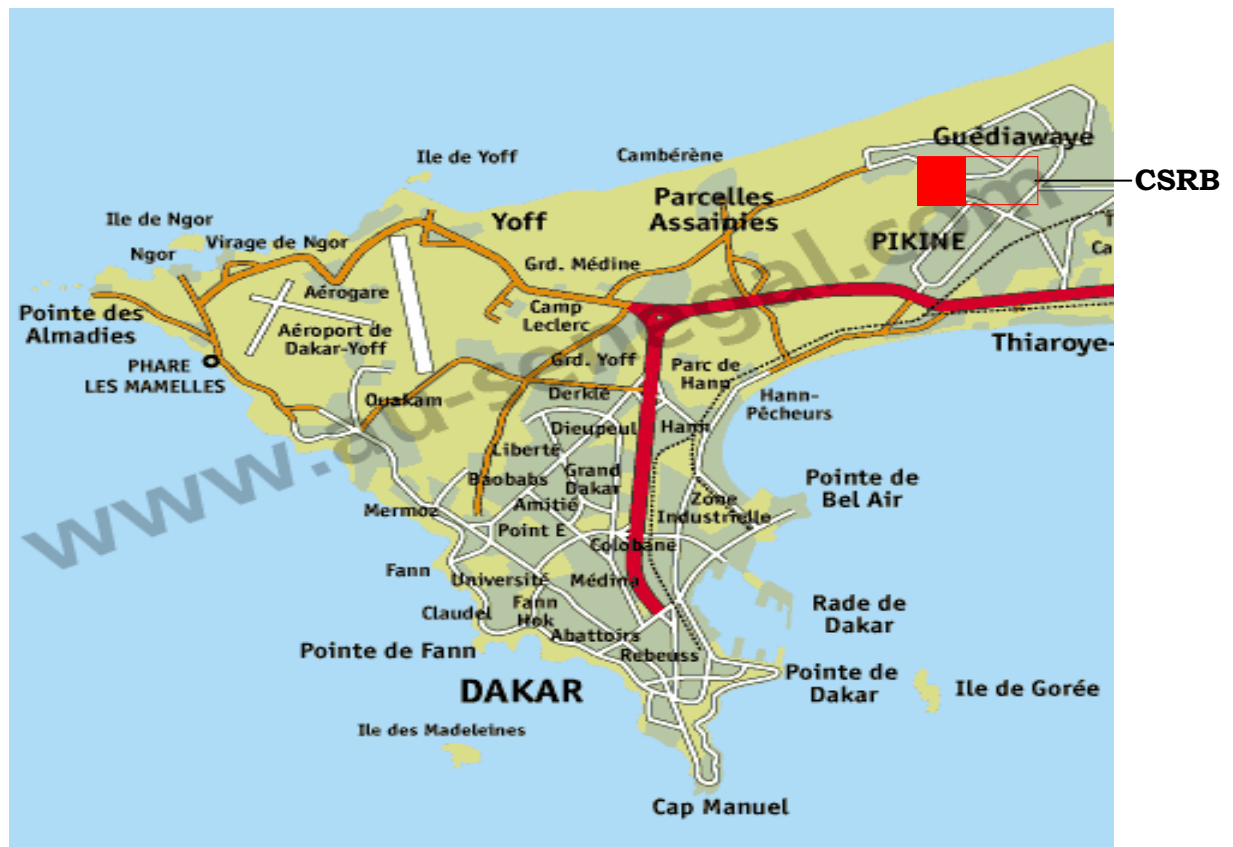 Guédiawaye
Ile de Yoff
Cambérène
CSRB
Parcelles
Assainies
Ile de Ngor
Yoff
Virage de Ngor
Ngor
PIKINE
Grd. Médine
Aérogare
Camp
Leclerc
Pointe des
Almadies
Aéroport de
Dakar-Yoff
Thiaroye-
PHARE
LES MAMELLES
Grd. Yoff
Parc de
Hann
Ouakam
Derklé
Hann-
Pêcheurs
Dieupeul
Hann
Liberté
Baobabs
Grand
Dakar
Pointe de
Bel Air
Amitié
Zone
Industrielle
Mermoz
Point E
Colobane
Fann
Université
Médina
Claudel
Fann
Hok
Rade de
Dakar
Abattoirs
Pointe de Fann
Rebeuss
Pointe de
Dakar
DAKAR
Ile de Gorée
Ile des Madeleines
Cap Manuel
www.au-senegal.com